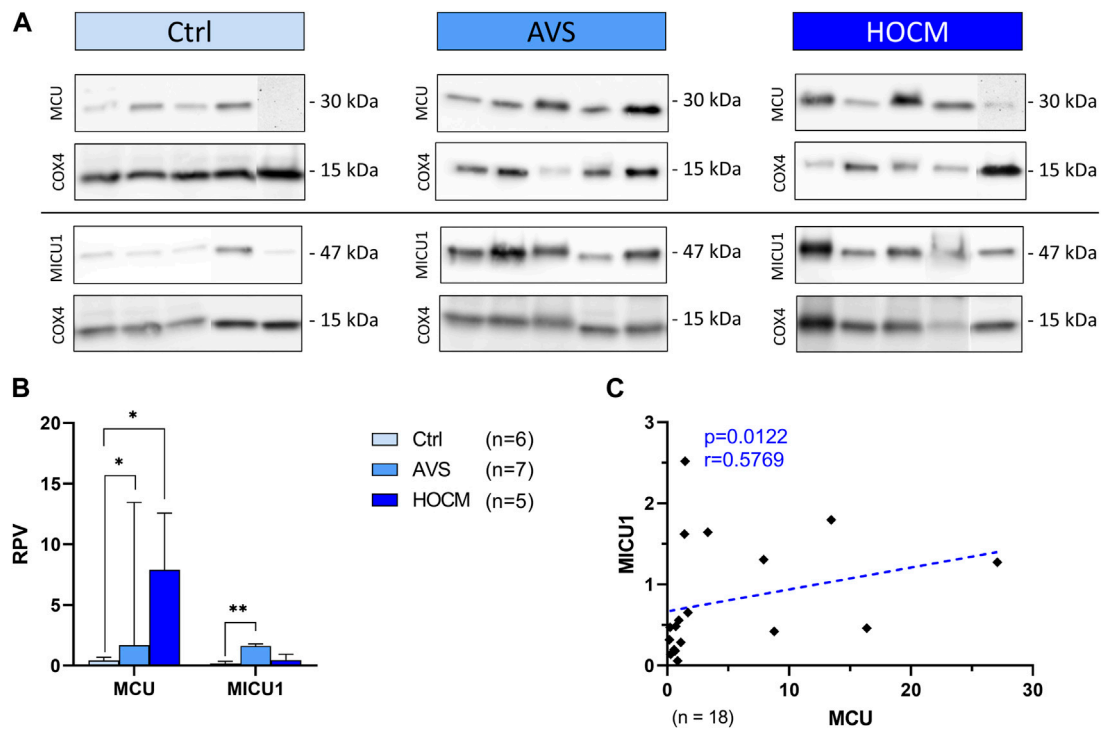 A
Ctrl
AVS
HOCM
MCU
- 30 kDa
MCU
- 30 kDa
MCU
- 30 kDa
COX4
- 15 kDa
COX4
- 15 kDa
COX4
- 15 kDa
MICU1
- 47 kDa
MICU1
- 47 kDa
MICU1
- 47 kDa
COX4
- 15 kDa
COX4
- 15 kDa
COX4
- 15 kDa
B
RPV
20
15
10
5
0
*
*
**
MCU
MICU1
Ctrl (n=6)
AVS (n=7)
HOCM (n=5)
C
MICU1
3
2
1
0
p=0.0122
r=0.5769
0
10
20
30
(n = 18)
MCU